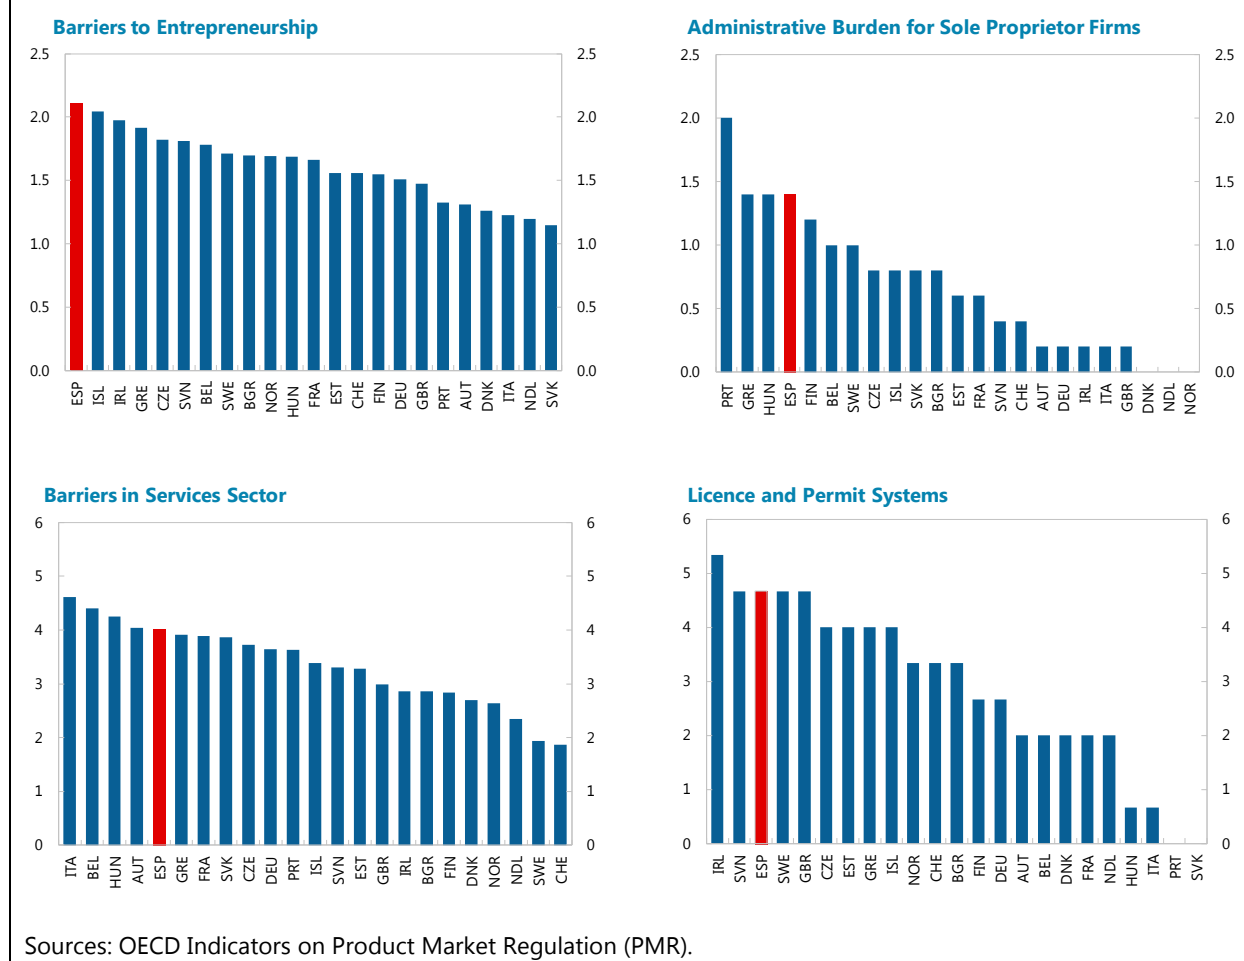 Barriers to Entrepreneurship
2.5 2.5
2.0 2.0
1.5 1.5
1.0 1.0
0.5 0.5
0.0 0.0
ESP ISL IRL GRE CZE SVN BEL SWE BGR NOR HUN FRA EST CHE FIN DEU GBR PRT AUT DNK ITA NDL SVK
Administrative Burden for Sole Proprietor Firms
2.5 2.5
2.0 2.0
1.5 1.5
1.0 1.0
0.5 0.5
0.0 0.0
PRT GRE HUN ESP FIN BEL SWE CZE ISL SVK BGR EST FRA SVN CHE AUT DEU IRL ITA GBR DNK NDL NOR
Barriers in Services Sector
6 6
5 5
4 4
3 3
2 2
1 1
0 0
ITA BEL HUN AUT ESP GRE FRA SVK CZE DEU PRT ISL SVN EST GBR IRL BGR FIN DNK NOR NDL SWE CHE
Licence and Permit Systems
6 6
5 5
4 4
3 3
2 2
1 1
0 0
IRL SVN ESP SWE GBR CZE EST GRE ISL NOR CHE BGR FIN DEU AUT BEL DNK FRA NDL HUN ITA PRT SVK
Sources: OECD Indicators on Product Market Regulation (PMR).